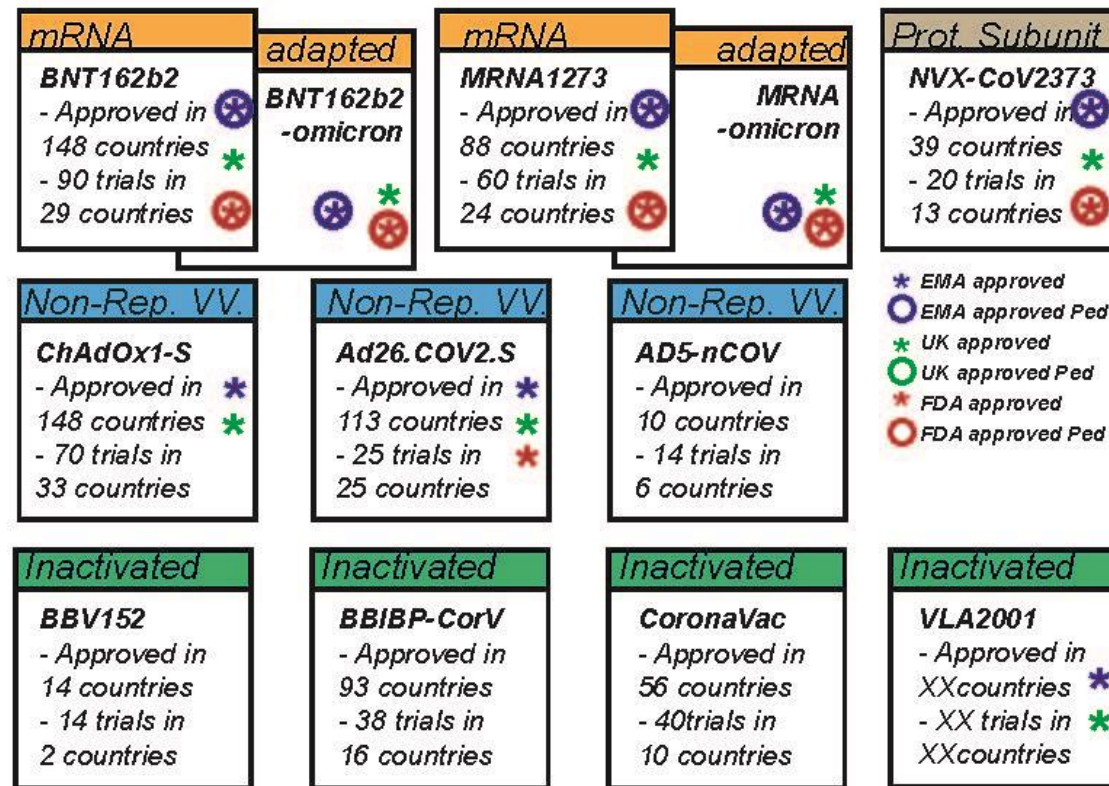 mRNA
BNT162b2
- Approved in
148 countries
- 90 trials in
29 countries
adapted
BNT162b2
-omicron
mRNA
MRNA1273
- Approved in
88 countries
- 60 trials in
24 countries
adapted
MRNA
-omicron
Prot. Subunit
NVX-CoV2373
- Approved in
39 countries
- 20 trials in
13 countries
* EMA approved
EMA approved Ped
* UK approved
UK approved Ped
* FDA approved
FDA approved Ped
Non-Rep. VV.
ChAdOx1-S
- Approved in
148 countries
- 70 trials in
33 countries
Non-Rep. VV.
Ad26.COV2.S
- Approved in
113 countries
- 25 trials in
25 countries
Non-Rep. VV.
AD5-nCOV
- Approved in
10 countries
- 14 trials in
6 countries
Inactivated
BBV152
- Approved in
14 countries
- 14 trials in
2 countries
Inactivated
BBIBP-CorV
- Approved in
93 countries
- 38 trials in
16 countries
Inactivated
CoronaVac
- Approved in
56 countries
- 40trials in
10 countries
Inactivated
VLA2001
- Approved in
XXcountries
- XX trials in
XXcountries